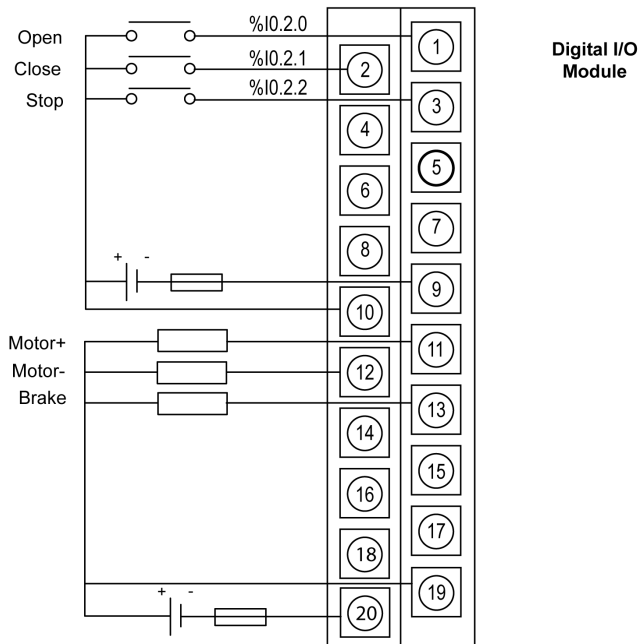 %I0.2.0
Open
1
Digital I/O
Module
%I0.2.1
Close
2
%I0.2.2
Stop
3
4
5
6
7
8
+ -
9
10
Motor+
11
Motor-
12
Brake
13
14
15
16
17
18
+ -
19
20